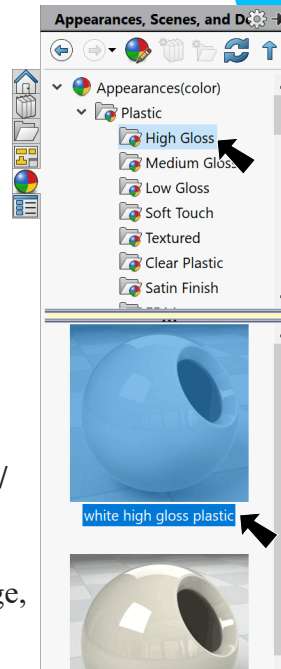 Appearances, Scenes, and D
Appearances(color)
Plastic
High Gloss
Medium Gloss
Low Gloss
Soft Touch
Textured
Clear Plastic
Satin Finish
/
white high gloss plastic
ge,